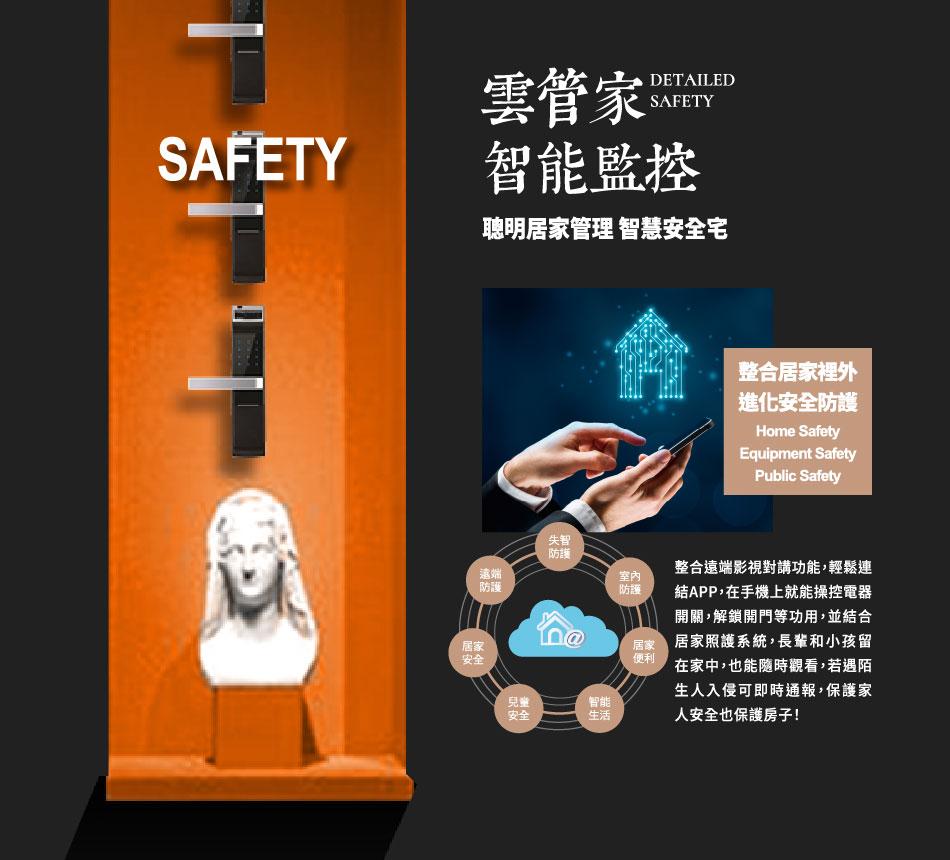 SAFETY
雲管家
DETAILED
SAFETY
智能監控
聰明居家管理 智慧安全宅
整合居家裡外
進化安全防護
Home Safety
Equipment Safety
Public Safety
失智
防護
遠端
防護
室內
防護
居家
安全
居家
便利
兒童
安全
智能
生活
@
整合遠端影視對講功能,輕鬆連
結APP,在手機上就能操控電器
開關,解鎖開門等功用,並結合
居家照護系統,長輩和小孩留
在家中,也能隨時觀看,若遇陌
生人入侵可即時通報,保護家
人安全也保護房子!